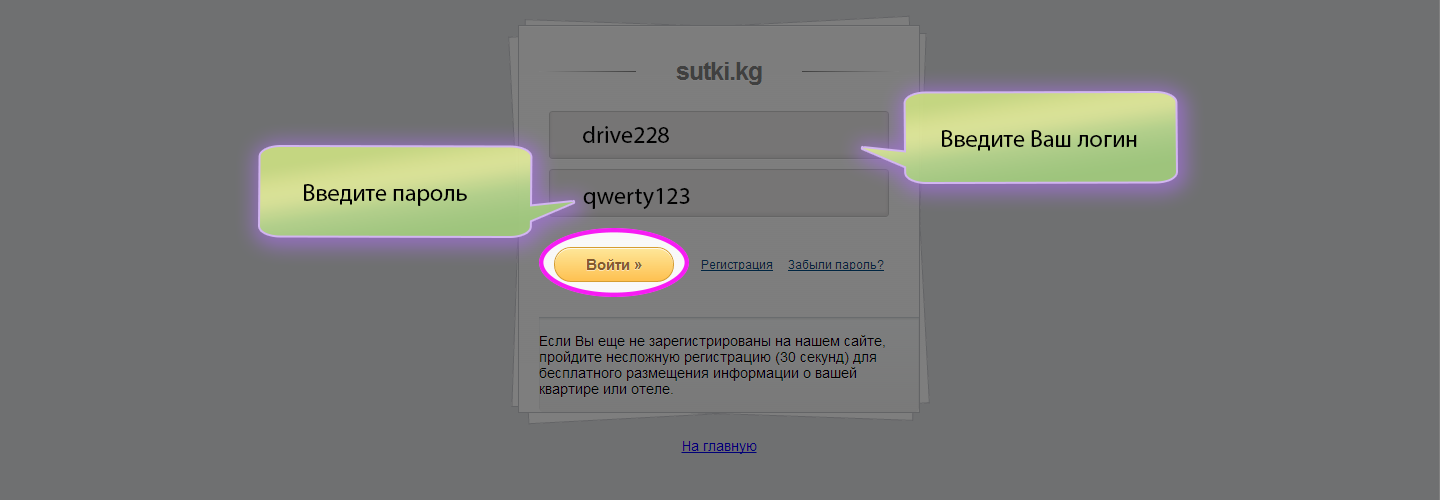 sutki.kg
drive228
Введите Ваш логин
Введите пароль
qwerty123
Войти »
Регистрация
Забыли пароль?
Если Вы еще не зарегистрированы на нашем сайте,
пройдите несложную регистрацию (30 секунд) для
бесплатного размещения информации о вашей
квартире или отеле.
На главную